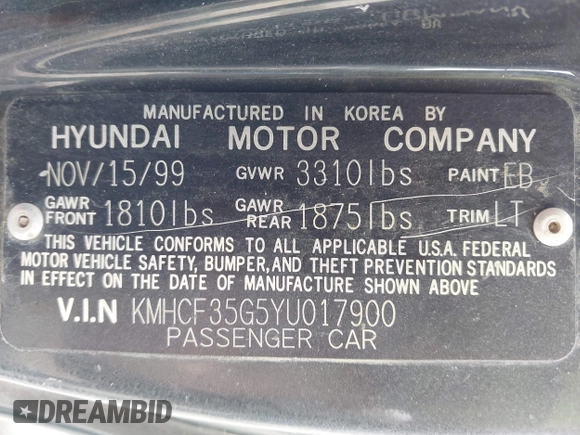 MANUFACTURED IN KOREA BY
HYUNDAI MOTOR COMPANY
NOV/15/99 GVWR 3310lbs PAINT EB
GAWR FRONT 1810lbs GAWR REAR 1875lbs TRIM LT
THIS VEHICLE CONFORMS TO ALL APPLICABLE U.S.A. FEDERAL
MOTOR VEHICLE SAFETY, BUMPER, AND THEFT PREVENTION STANDARDS
IN EFFECT ON THE DATE OF MANUFACTURE SHOWN ABOVE
V.I.N KMHCF35G5YU017900
PASSENGER CAR
DREAMBID